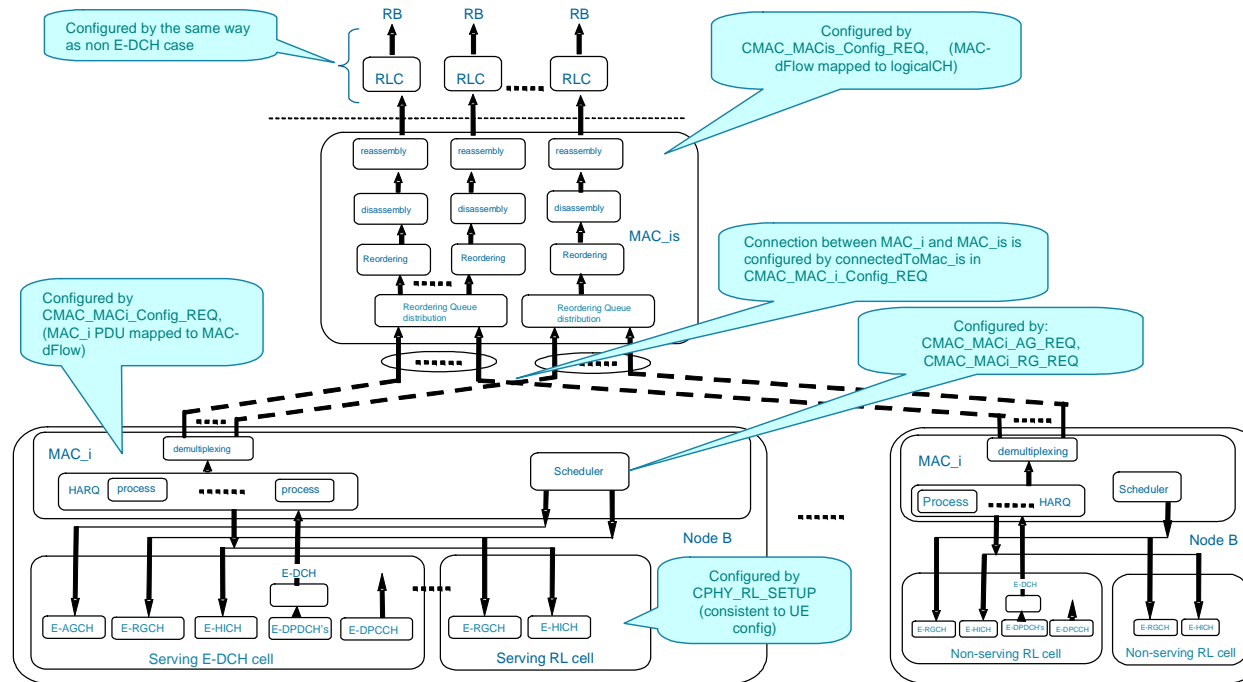 Configured by the same way
as non E-DCH case
RB
RB
RB
RLC
RLC
RLC
Configured by
CMAC_MACis_Config_REQ, (MAC-
dFlow mapped to logicalCH)
reassembly
reassembly
reassembly
disassembly
disassembly
disassembly
MAC_is
Reordering
Reordering
Reordering
Connection between MAC_i and MAC_is is
configured by connectedToMac_is in
CMAC_MAC_i_Config_REQ
Reordering Queue
distribution
Reordering Queue
distribution
Configured by
CMAC_MACi_Config_REQ,
(MAC_i PDU mapped to MAC-
dFlow)
Configured by:
CMAC_MACi_AG_REQ,
CMAC_MACi_RG_REQ
MAC_i
demultiplexing
HARQ
process
process
Scheduler
Node B
E-DCH
E-AGCH
E-RGCH
E-HICH
E-DPDCH's
E-DPCCH
Serving E-DCH cell
E-RGCH
E-HICH
Serving RL cell
Configured by
CPHY_RL_SETUP
(consistent to UE
config)
MAC_i
demultiplexing
Process
HARQ
Scheduler
Node B
E-DCH
E-RGCH
E-HICH
E-DPDCH's
E-DPCCH
Non-serving RL cell
E-RGCH
E-HICH
Non-serving RL cell